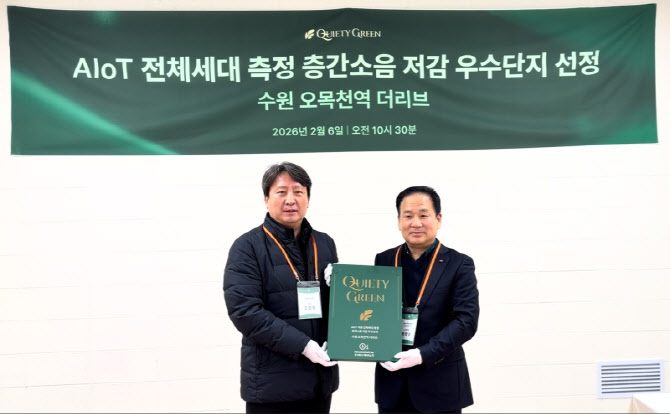 QUIETY GREEN
AIoT 전체세대 측정 층간소음 저감 우수단지 선정
수원 오목천역 더리브
2026년 2월 6일 | 오전 10시 30분
QUIETY
GREEN